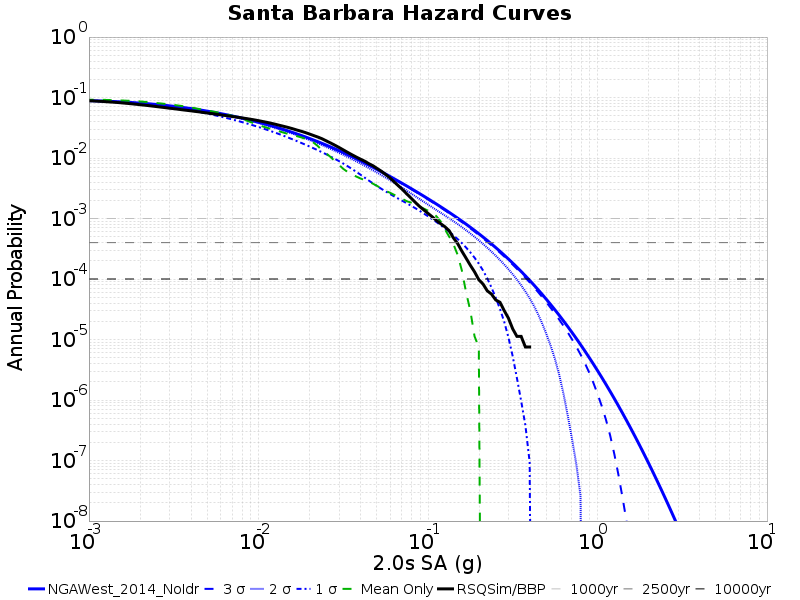 Santa Barbara Hazard Curves
Annual Probability
10^0
10^-1
10^-2
10^-3
10^-4
10^-5
10^-6
10^-7
10^-8
10^-3 10^-2 10^-1 10^0 10^1
2.0s SA (g)
NGAWest_2014_NoIdr 3 σ 2 σ 1 σ Mean Only RSQSim/BBP 1000yr 2500yr 10000yr